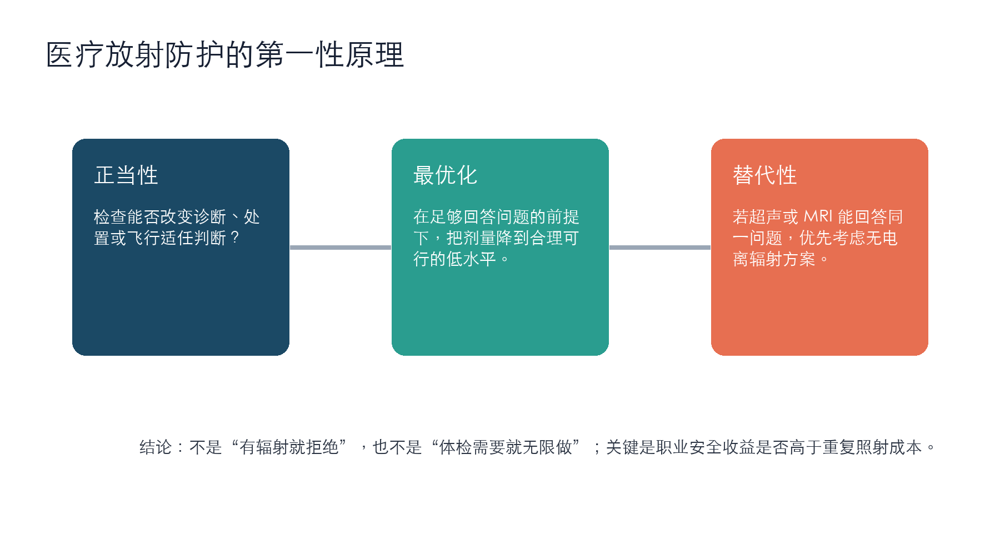 医疗放射防护的第一性原理
正当性
检查能否改变诊断、处
置或飞行适任判断？
最优化
在足够回答问题的前提
下，把剂量降到合理可
行的低水平。
替代性
若超声或 MRI 能回答同
一问题，优先考虑无电
离辐射方案。
结论：不是“有辐射就拒绝”，也不是“体检需要就无限做”；关键是职业安全收益是否高于重复照射成本。